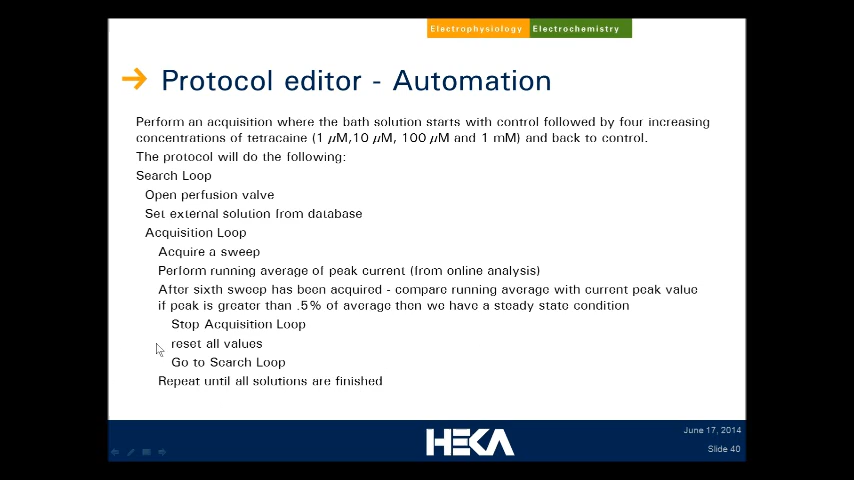 Electrophysiology Electrochemistry
Protocol editor - Automation
Perform an acquisition where the bath solution starts with control followed by four increasing
concentrations of tetracaine (1 µM,10 µM, 100 µM and 1 mM) and back to control.
The protocol will do the following:
Search Loop
Open perfusion valve
Set external solution from database
Acquisition Loop
Acquire a sweep
Perform running average of peak current (from online analysis)
After sixth sweep has been acquired - compare running average with current peak value
if peak is greater than .5% of average then we have a steady state condition
Stop Acquisition Loop
reset all values
Go to Search Loop
Repeat until all solutions are finished
HEKA
June 17, 2014
Slide 40